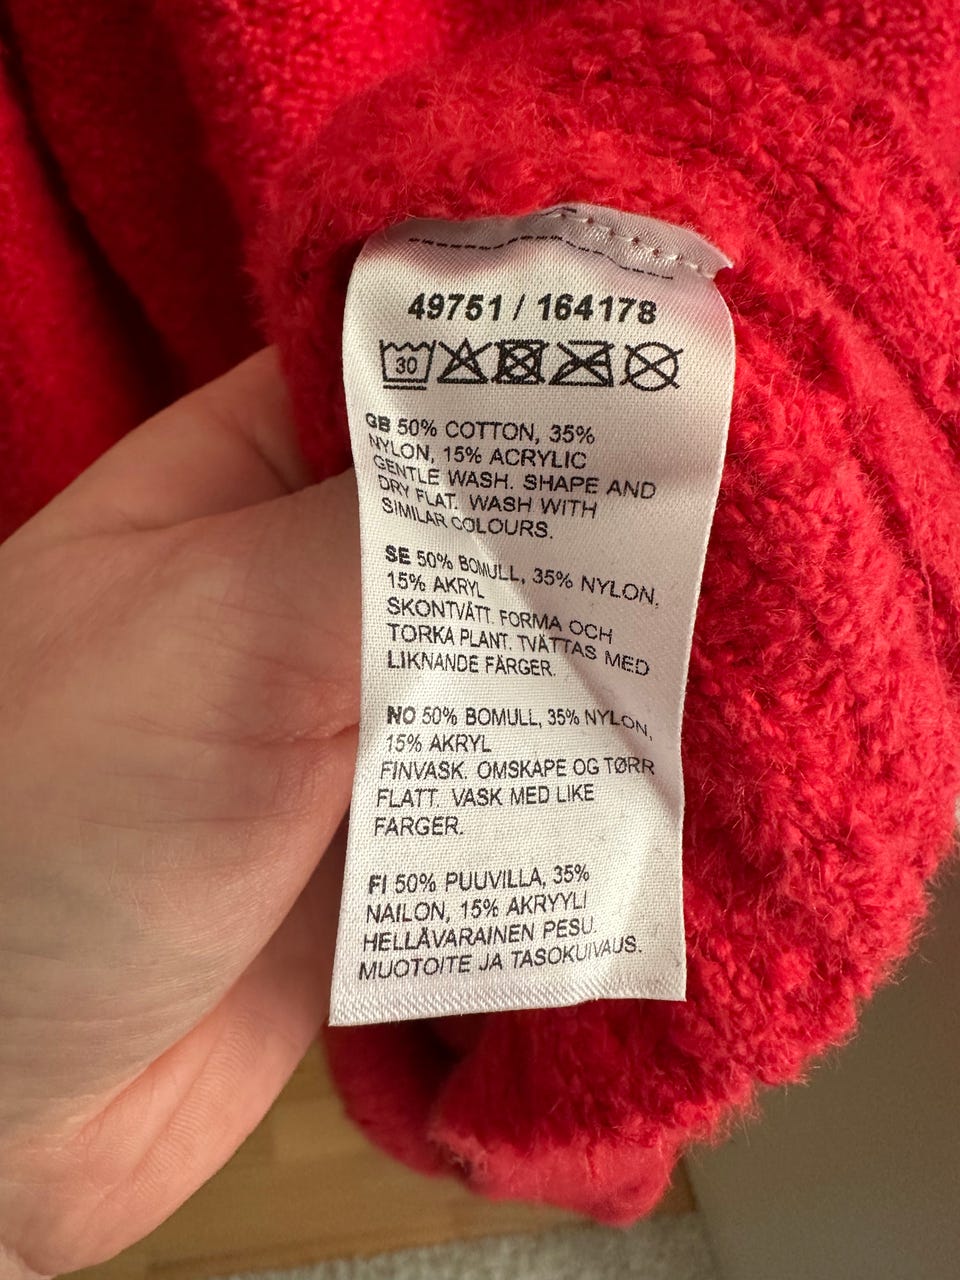 49751 / 164178
30
GB 50% COTTON, 35%
NYLON, 15% ACRYLIC
GENTLE WASH. SHAPE AND
DRY FLAT. WASH WITH
SIMILAR COLOURS.
SE 50% BOMULL, 35% NYLON,
15% AKRYL
SKONTVÄTT. FORMA OCH
TORKA PLANT. TVÄTTAS MED
LIKNANDE FÄRGER.
NO 50% BOMULL, 35% NYLON,
15% AKRYL
FINVASK. OMSKAPE OG TØRR
FLATT. VASK MED LIKE
FARGER.
FI 50% PUUVILLA, 35%
NAILON, 15% AKRYYLI
HELLÄVARAINEN PESU.
MUOTOITE JA TASOKUIVAUS.